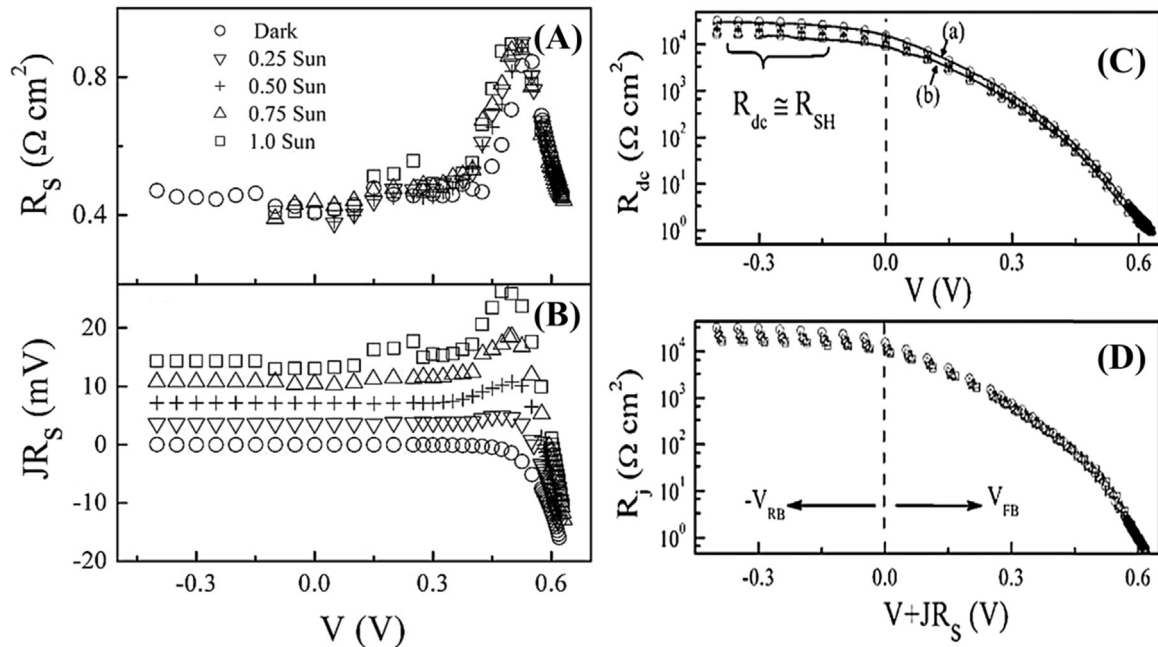 (A)
Dark
0.25 Sun
0.50 Sun
0.75 Sun
1.0 Sun
R_S (Ω cm²)
0.8
0.4
(B)
JR_S (mV)
20
10
0
-10
-20
-0.3
0.0
0.3
0.6
V (V)
(C)
(a)
(b)
R_dc ≅ R_SH
R_dc (Ω cm²)
10⁴
10³
10²
10¹
10⁰
-0.3
0.0
0.3
0.6
V (V)
(D)
R_j (Ω cm²)
10⁴
10³
10²
10¹
10⁰
-V_RB
V_FB
-0.3
0.0
0.3
0.6
V+JR_S (V)